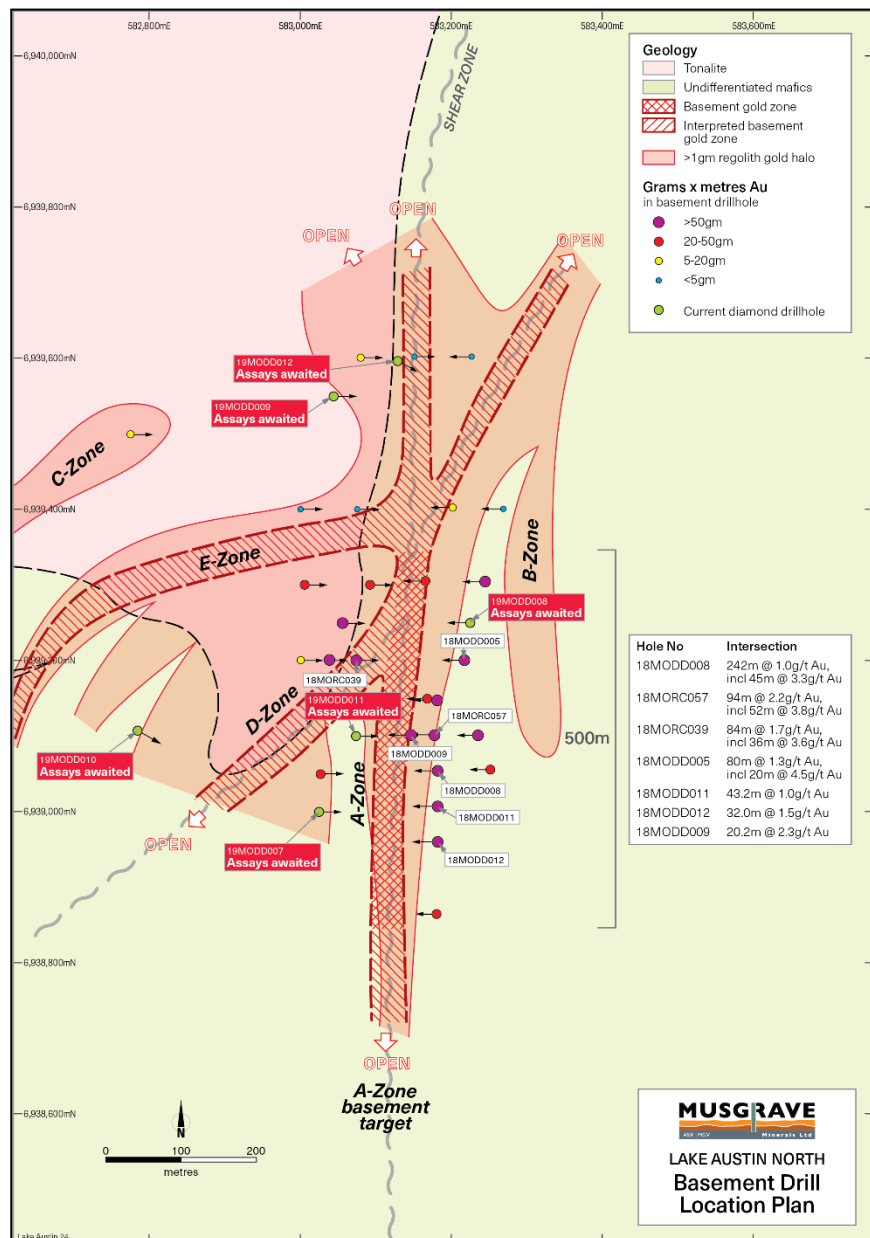 582,800mE
583,000mE
583,200mE
583,400mE
583,600mE
6,940,000mN
6,939,800mN
6,939,600mN
6,939,400mN
6,939,200mN
6,939,000mN
6,938,800mN
6,938,600mN
SHEAR ZONE
Geology
Tonalite
Undifferentiated mafics
Basement gold zone
Interpreted basement
gold zone
>1gm regolith gold halo
Grams x metres Au
in basement drillhole
>50gm
20-50gm
5-20gm
<5gm
Current diamond drillhole
OPEN
OPEN
OPEN
19MODD012
Assays awaited
19MODD009
Assays awaited
C-Zone
E-Zone
B-Zone
19MODD008
Assays awaited
18MODD005
18MORC039
D-Zone
19MODD011
Assays awaited
18MORC057
18MODD009
500m
19MODD010
Assays awaited
18MODD008
A-Zone
18MODD011
OPEN
19MODD007
Assays awaited
18MODD012
Hole No Intersection
18MODD008 242m @ 1.0g/t Au,
incl 45m @ 3.3g/t Au
18MORC057 94m @ 2.2g/t Au,
incl 52m @ 3.8g/t Au
18MORC039 84m @ 1.7g/t Au,
incl 36m @ 3.6g/t Au
18MODD005 80m @ 1.3g/t Au,
incl 20m @ 4.5g/t Au
18MODD011 43.2m @ 1.0g/t Au
18MODD012 32.0m @ 1.5g/t Au
18MODD009 20.2m @ 2.3g/t Au
OPEN
A-Zone
basement
target
N
0 100 200
metres
MUSGRAVE
ASX: MGV Minerals Ltd
LAKE AUSTIN NORTH
Basement Drill
Location Plan
Lake Austin 24